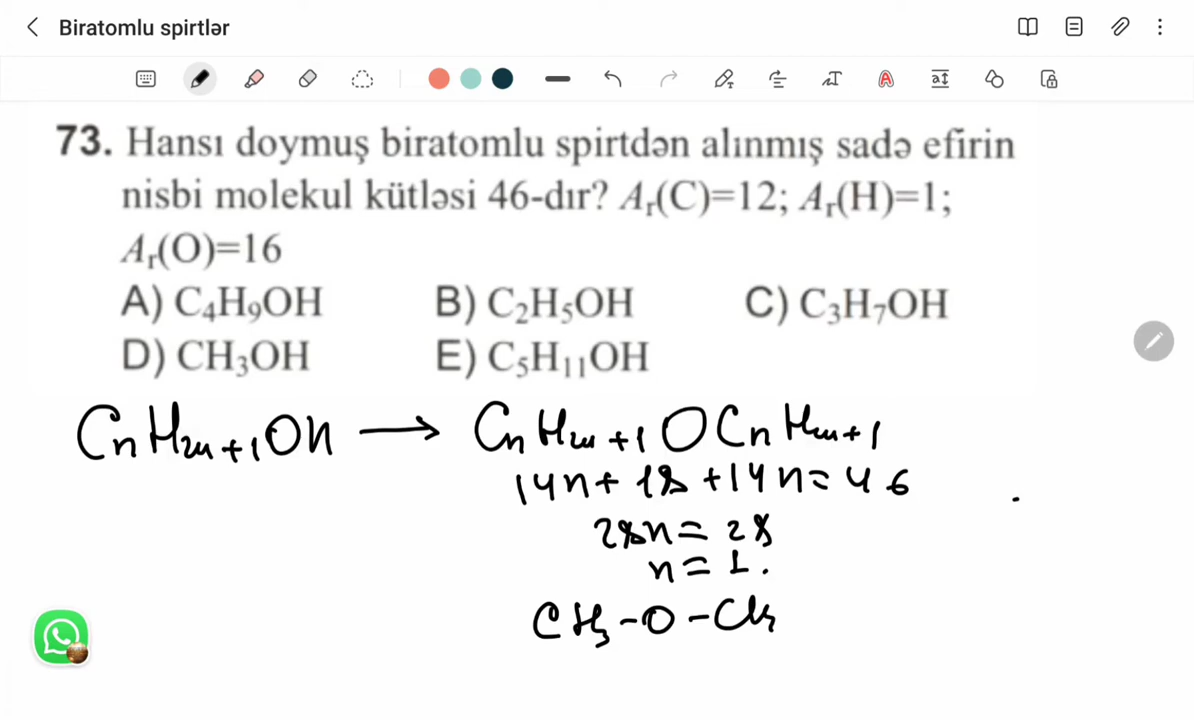 Biratomlu spirtlər
73. Hansı doymuş biratomlu spirtdən alınmış sadə efirin
nisbi molekul kütləsi 46-dır? Aᵣ(C)=12; Aᵣ(H)=1;
Aᵣ(O)=16
A) C₄H₉OH B) C₂H₅OH C) C₃H₇OH
D) CH₃OH E) C₅H₁₁OH
CnH2n+1OH → CnH2n+1OCnH2n+1
14n+18+14n=46
28n=28
n=1.
CH₃-O-CH₃